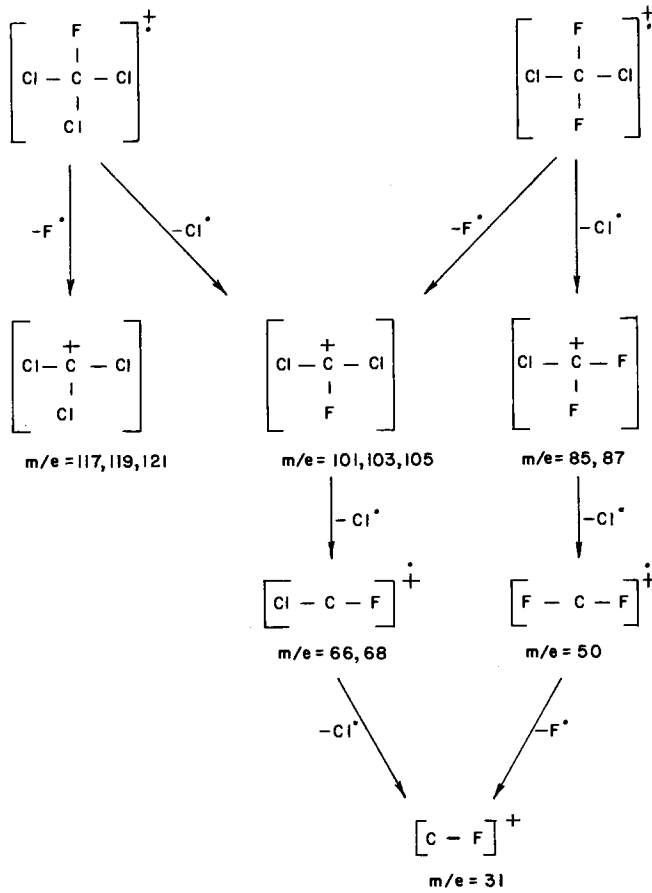 F
Cl — C — Cl
Cl
+
•
F
Cl — C — Cl
F
+
•
–F•
–Cl•
–F•
–Cl•
+
Cl — C — Cl
Cl
m/e = 117, 119, 121
+
Cl — C — Cl
F
m/e = 101, 103, 105
+
Cl — C — F
F
m/e = 85, 87
–Cl•
–Cl•
[Cl — C — F] +•
m/e = 66, 68
[F — C — F] +•
m/e = 50
–Cl•
–F•
[C — F] +
m/e = 31